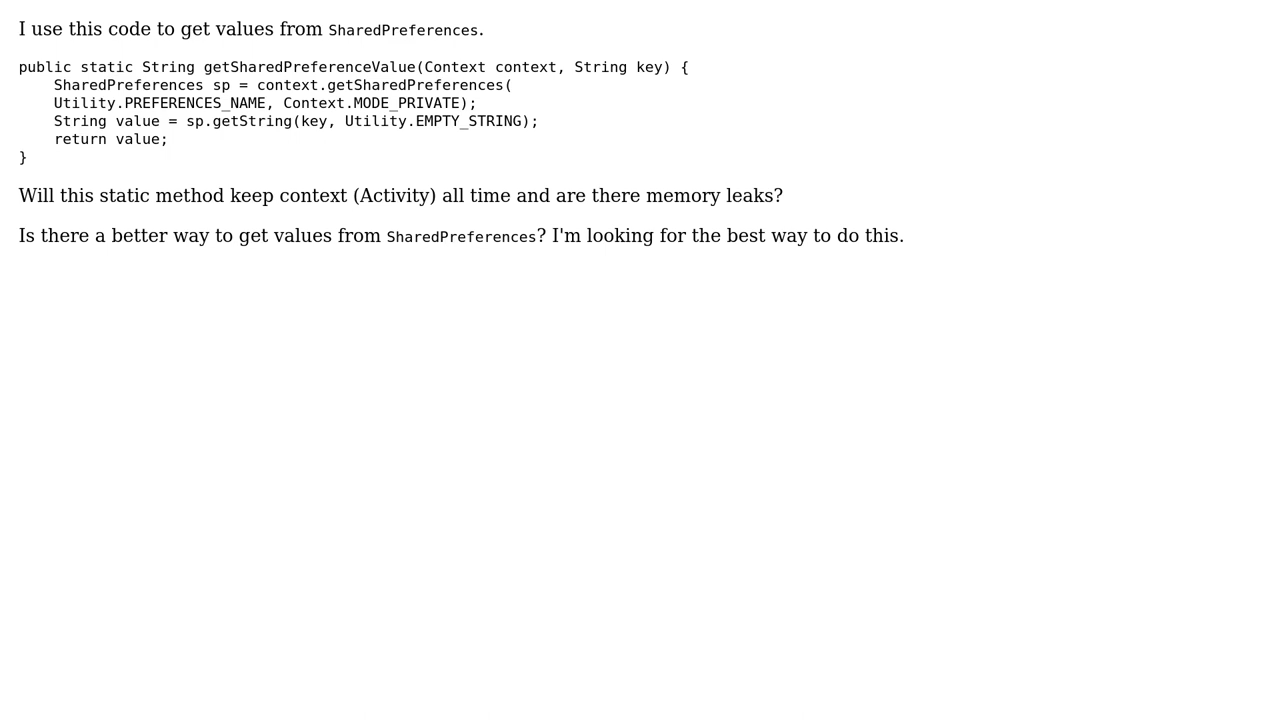 I use this code to get values from SharedPreferences.
public static String getSharedPreferenceValue(Context context, String key) {
    SharedPreferences sp = context.getSharedPreferences(
    Utility.PREFERENCES_NAME, Context.MODE_PRIVATE);
    String value = sp.getString(key, Utility.EMPTY_STRING);
    return value;
}
Will this static method keep context (Activity) all time and are there memory leaks?
Is there a better way to get values from SharedPreferences? I'm looking for the best way to do this.